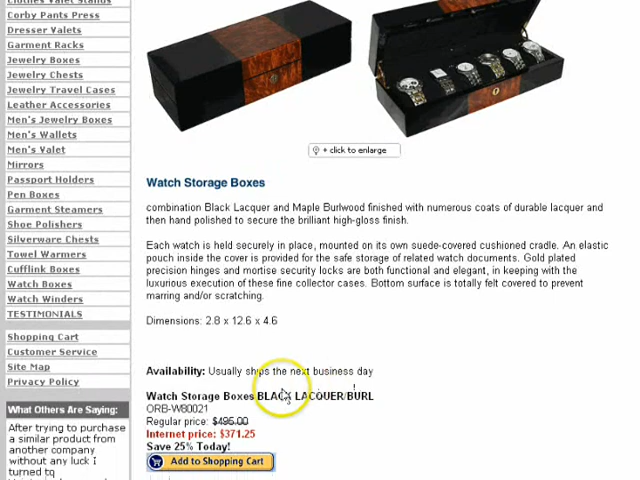 Clothes Valet Stands
Corby Pants Press
Dresser Valets
Garment Racks
Jewelry Boxes
Jewelry Chests
Jewelry Travel Cases
Leather Accessories
Men's Jewelry Boxes
Men's Wallets
Men's Valet
Mirrors
Passport Holders
Pen Boxes
Garment Steamers
Shoe Polishers
Silverware Chests
Towel Warmers
Cufflink Boxes
Watch Boxes
Watch Winders
TESTIMONIALS
Shopping Cart
Customer Service
Site Map
Privacy Policy
What Others Are Saying:
After trying to purchase
a similar product from
another company
without any luck I
turned to
+ click to enlarge
Watch Storage Boxes
combination Black Lacquer and Maple Burlwood finished with numerous coats of durable lacquer and
then hand polished to secure the brilliant high-gloss finish.
Each watch is held securely in place, mounted on its own suede-covered cushioned cradle. An elastic
pouch inside the cover is provided for the safe storage of related watch documents. Gold plated
precision hinges and mortise security locks are both functional and elegant, in keeping with the
luxurious execution of these fine collector cases. Bottom surface is totally felt covered to prevent
marring and/or scratching.
Dimensions: 2.8 x 12.6 x 4.6
Availability: Usually ships the next business day
Watch Storage Boxes BLACK LACQUER/BURL
ORB-W80021
Regular price: $495.00
Internet price: $371.25
Save 25% Today!
Add to Shopping Cart